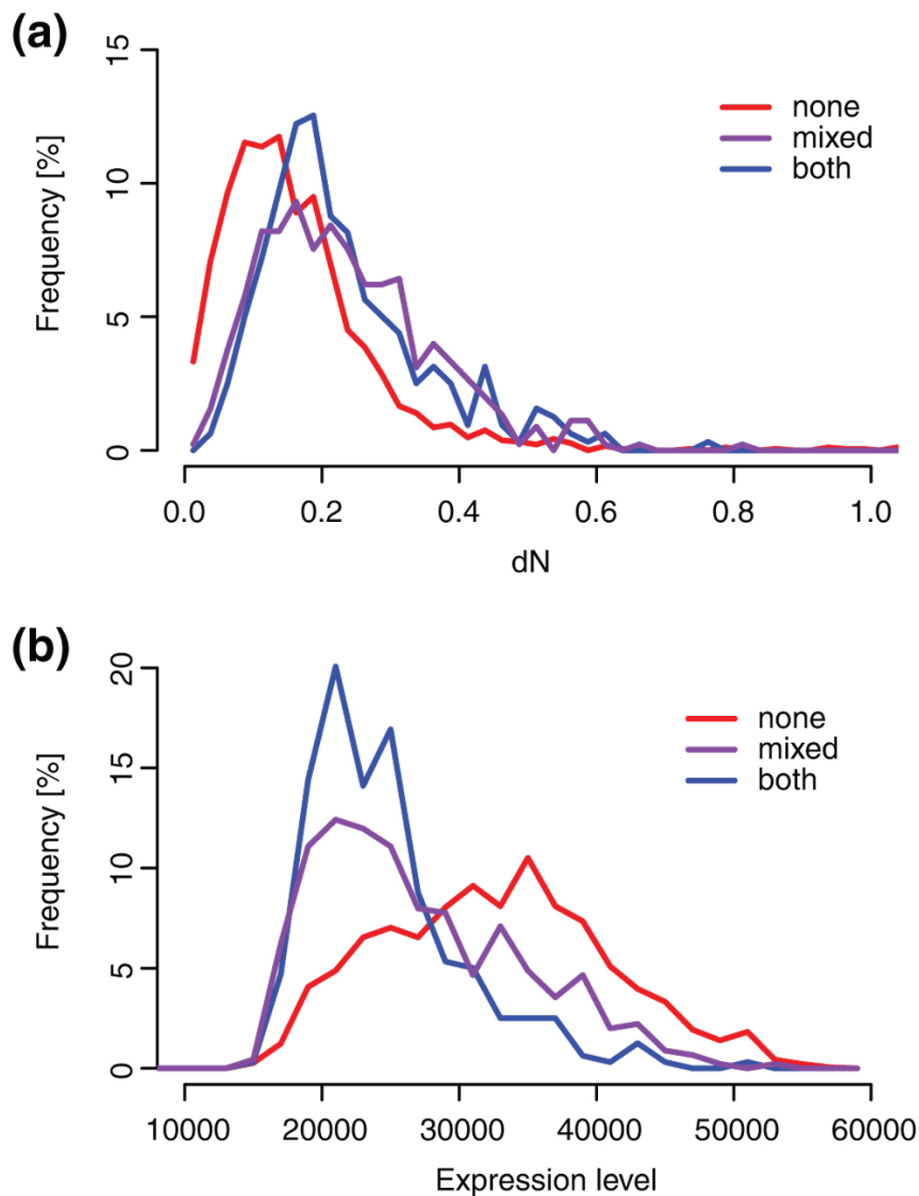 (a)
Frequency [%]
15
10
5
0
none
mixed
both
0.0 0.2 0.4 0.6 0.8 1.0
dN
(b)
Frequency [%]
20
15
10
5
0
none
mixed
both
10000 20000 30000 40000 50000 60000
Expression level